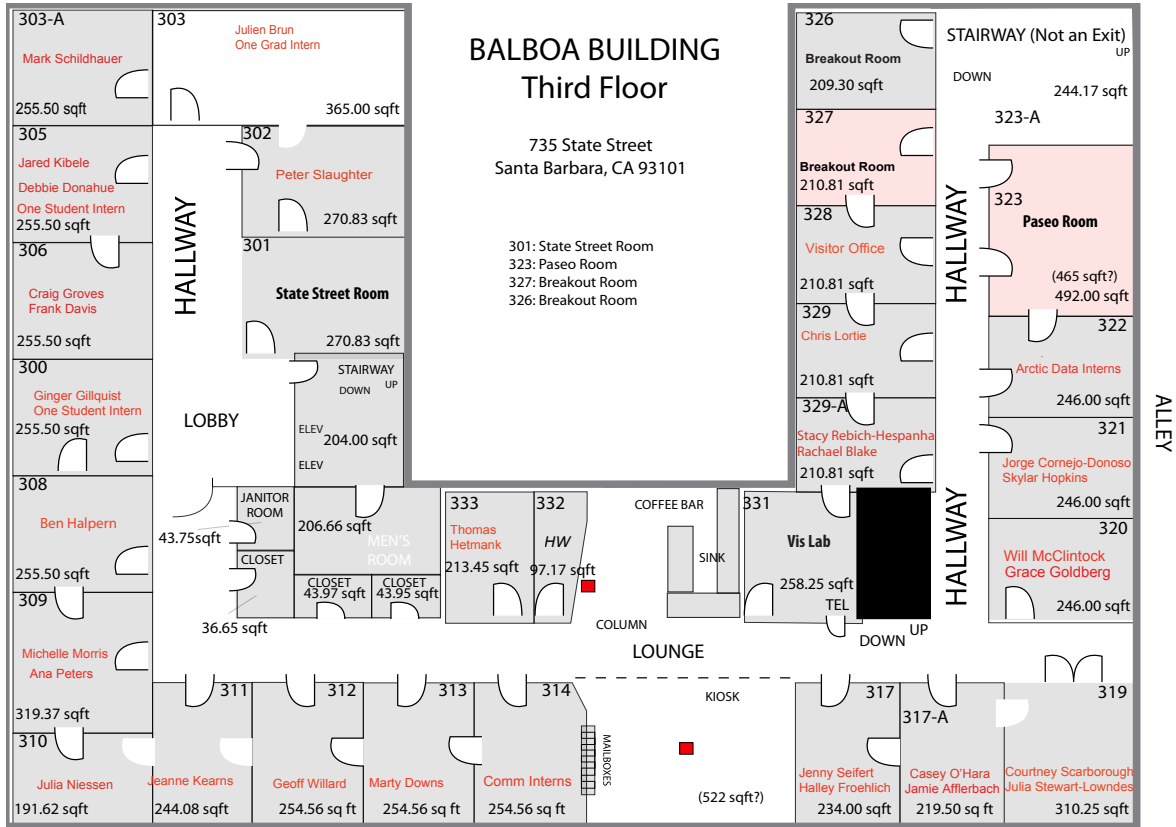 BALBOA BUILDING
Third Floor
735 State Street
Santa Barbara, CA 93101
301: State Street Room
323: Paseo Room
327: Breakout Room
326: Breakout Room
303-A
Mark Schildhauer
255.50 sqft
303
Julien Brun
One Grad Intern
365.00 sqft
305
Jared Kibele
Debbie Donahue
One Student Intern
255.50 sqft
302
Peter Slaughter
270.83 sqft
HALLWAY
306
Craig Groves
Frank Davis
255.50 sqft
301
State Street Room
270.83 sqft
300
Ginger Gillquist
One Student Intern
255.50 sqft
LOBBY
STAIRWAY
DOWN
UP
ELEV
204.00 sqft
ELEV
308
Ben Halpern
255.50 sqft
JANITOR
ROOM
43.75sqft
CLOSET
36.65 sqft
206.66 sqft
MEN'S
ROOM
CLOSET
43.97 sqft
CLOSET
43.95 sqft
309
Michelle Morris
Ana Peters
319.37 sqft
310
Julia Niessen
191.62 sqft
311
Jeanne Kearns
244.08 sqft
312
Geoff Willard
254.56 sq ft
313
Marty Downs
254.56 sqft
314
Comm Interns
254.56 sqft
333
Thomas
Hetmank
213.45 sqft
332
HW
97.17 sqft
COLUMN
COFFEE BAR
SINK
LOUNGE
KIOSK
MAILBOXES
(522 sqft?)
331
Vis Lab
258.25 sqft
TEL
DOWN
UP
326
Breakout Room
209.30 sqft
327
Breakout Room
210.81 sqft
328
Visitor Office
210.81 sqft
329
Chris Lortie
210.81 sqft
329-A
Stacy Rebich-Hespanha
Rachael Blake
210.81 sqft
STAIRWAY (Not an Exit)
UP
DOWN
244.17 sqft
323-A
HALLWAY
323
Paseo Room
(465 sqft?)
492.00 sqft
322
Arctic Data Interns
246.00 sqft
321
Jorge Cornejo-Donoso
Skylar Hopkins
246.00 sqft
HALLWAY
320
Will McClintock
Grace Goldberg
246.00 sqft
ALLEY
317
Jenny Seifert
Halley Froehlich
234.00 sqft
317-A
Casey O'Hara
Jamie Afflerbach
219.50 sq ft
319
Courtney Scarborough
Julia Stewart-Lowndes
310.25 sqft